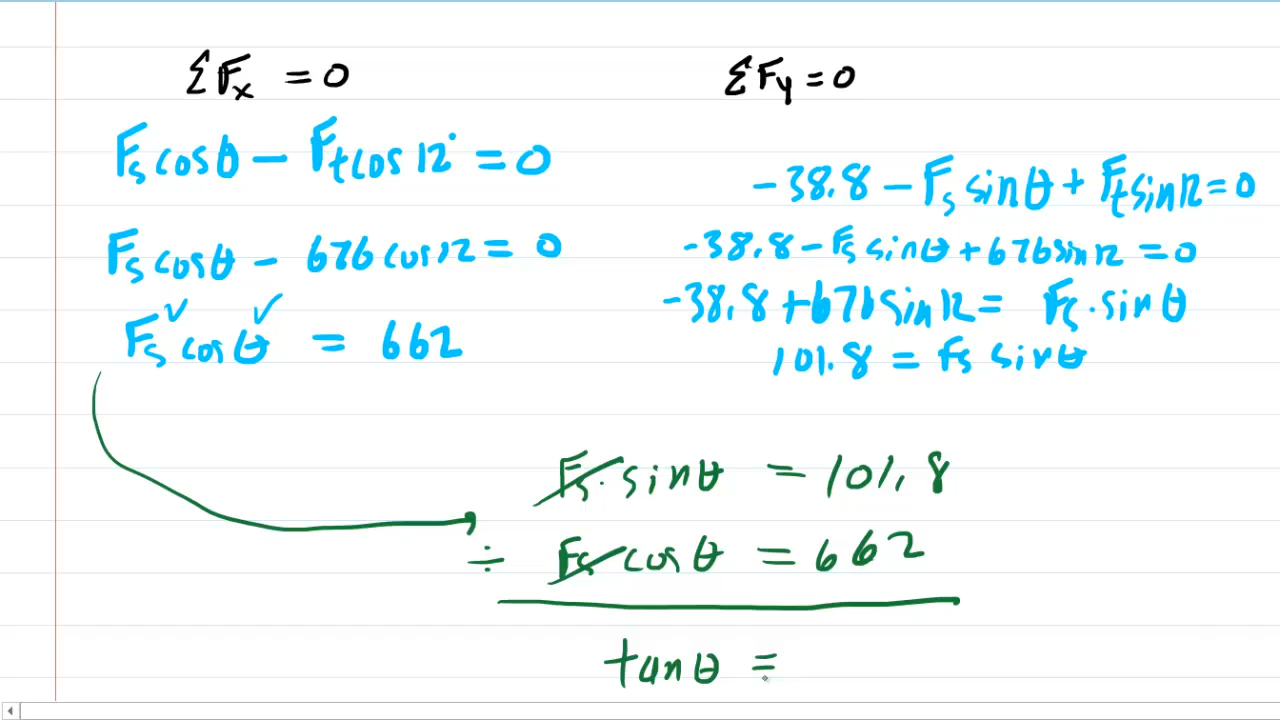 ΣFx = 0
Fs cosθ − Ft cos 12° = 0
Fs cosθ − 676 cos 12 = 0
Fs cosθ = 662
ΣFy = 0
−38.8 − Fs sinθ + Ft sin 12 = 0
−38.8 − Fs sinθ + 676 sin 12 = 0
−38.8 + 676 sin 12 = Fs · sinθ
101.8 = Fs sinθ
Fs · sinθ = 101.8
÷ Fs cosθ = 662
tanθ =